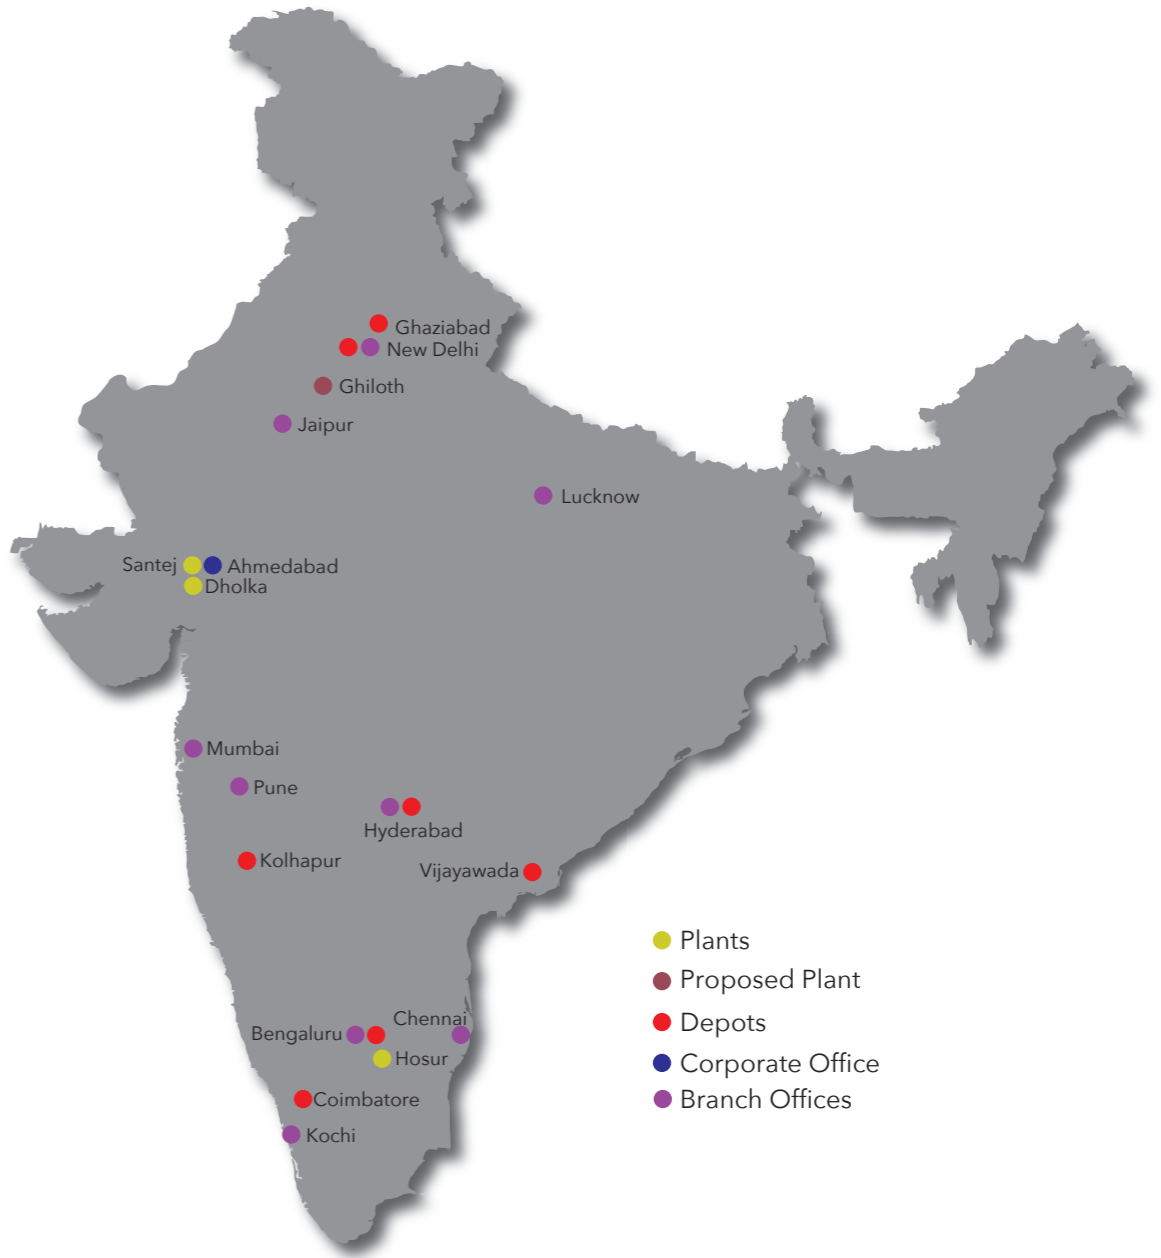 Ghaziabad
New Delhi
Ghiloth
Jaipur
Lucknow
Santej
Ahmedabad
Dholka
Mumbai
Pune
Hyderabad
Kolhapur
Vijayawada
Plants
Proposed Plant
Depots
Corporate Office
Branch Offices
Chennai
Bengaluru
Hosur
Coimbatore
Kochi